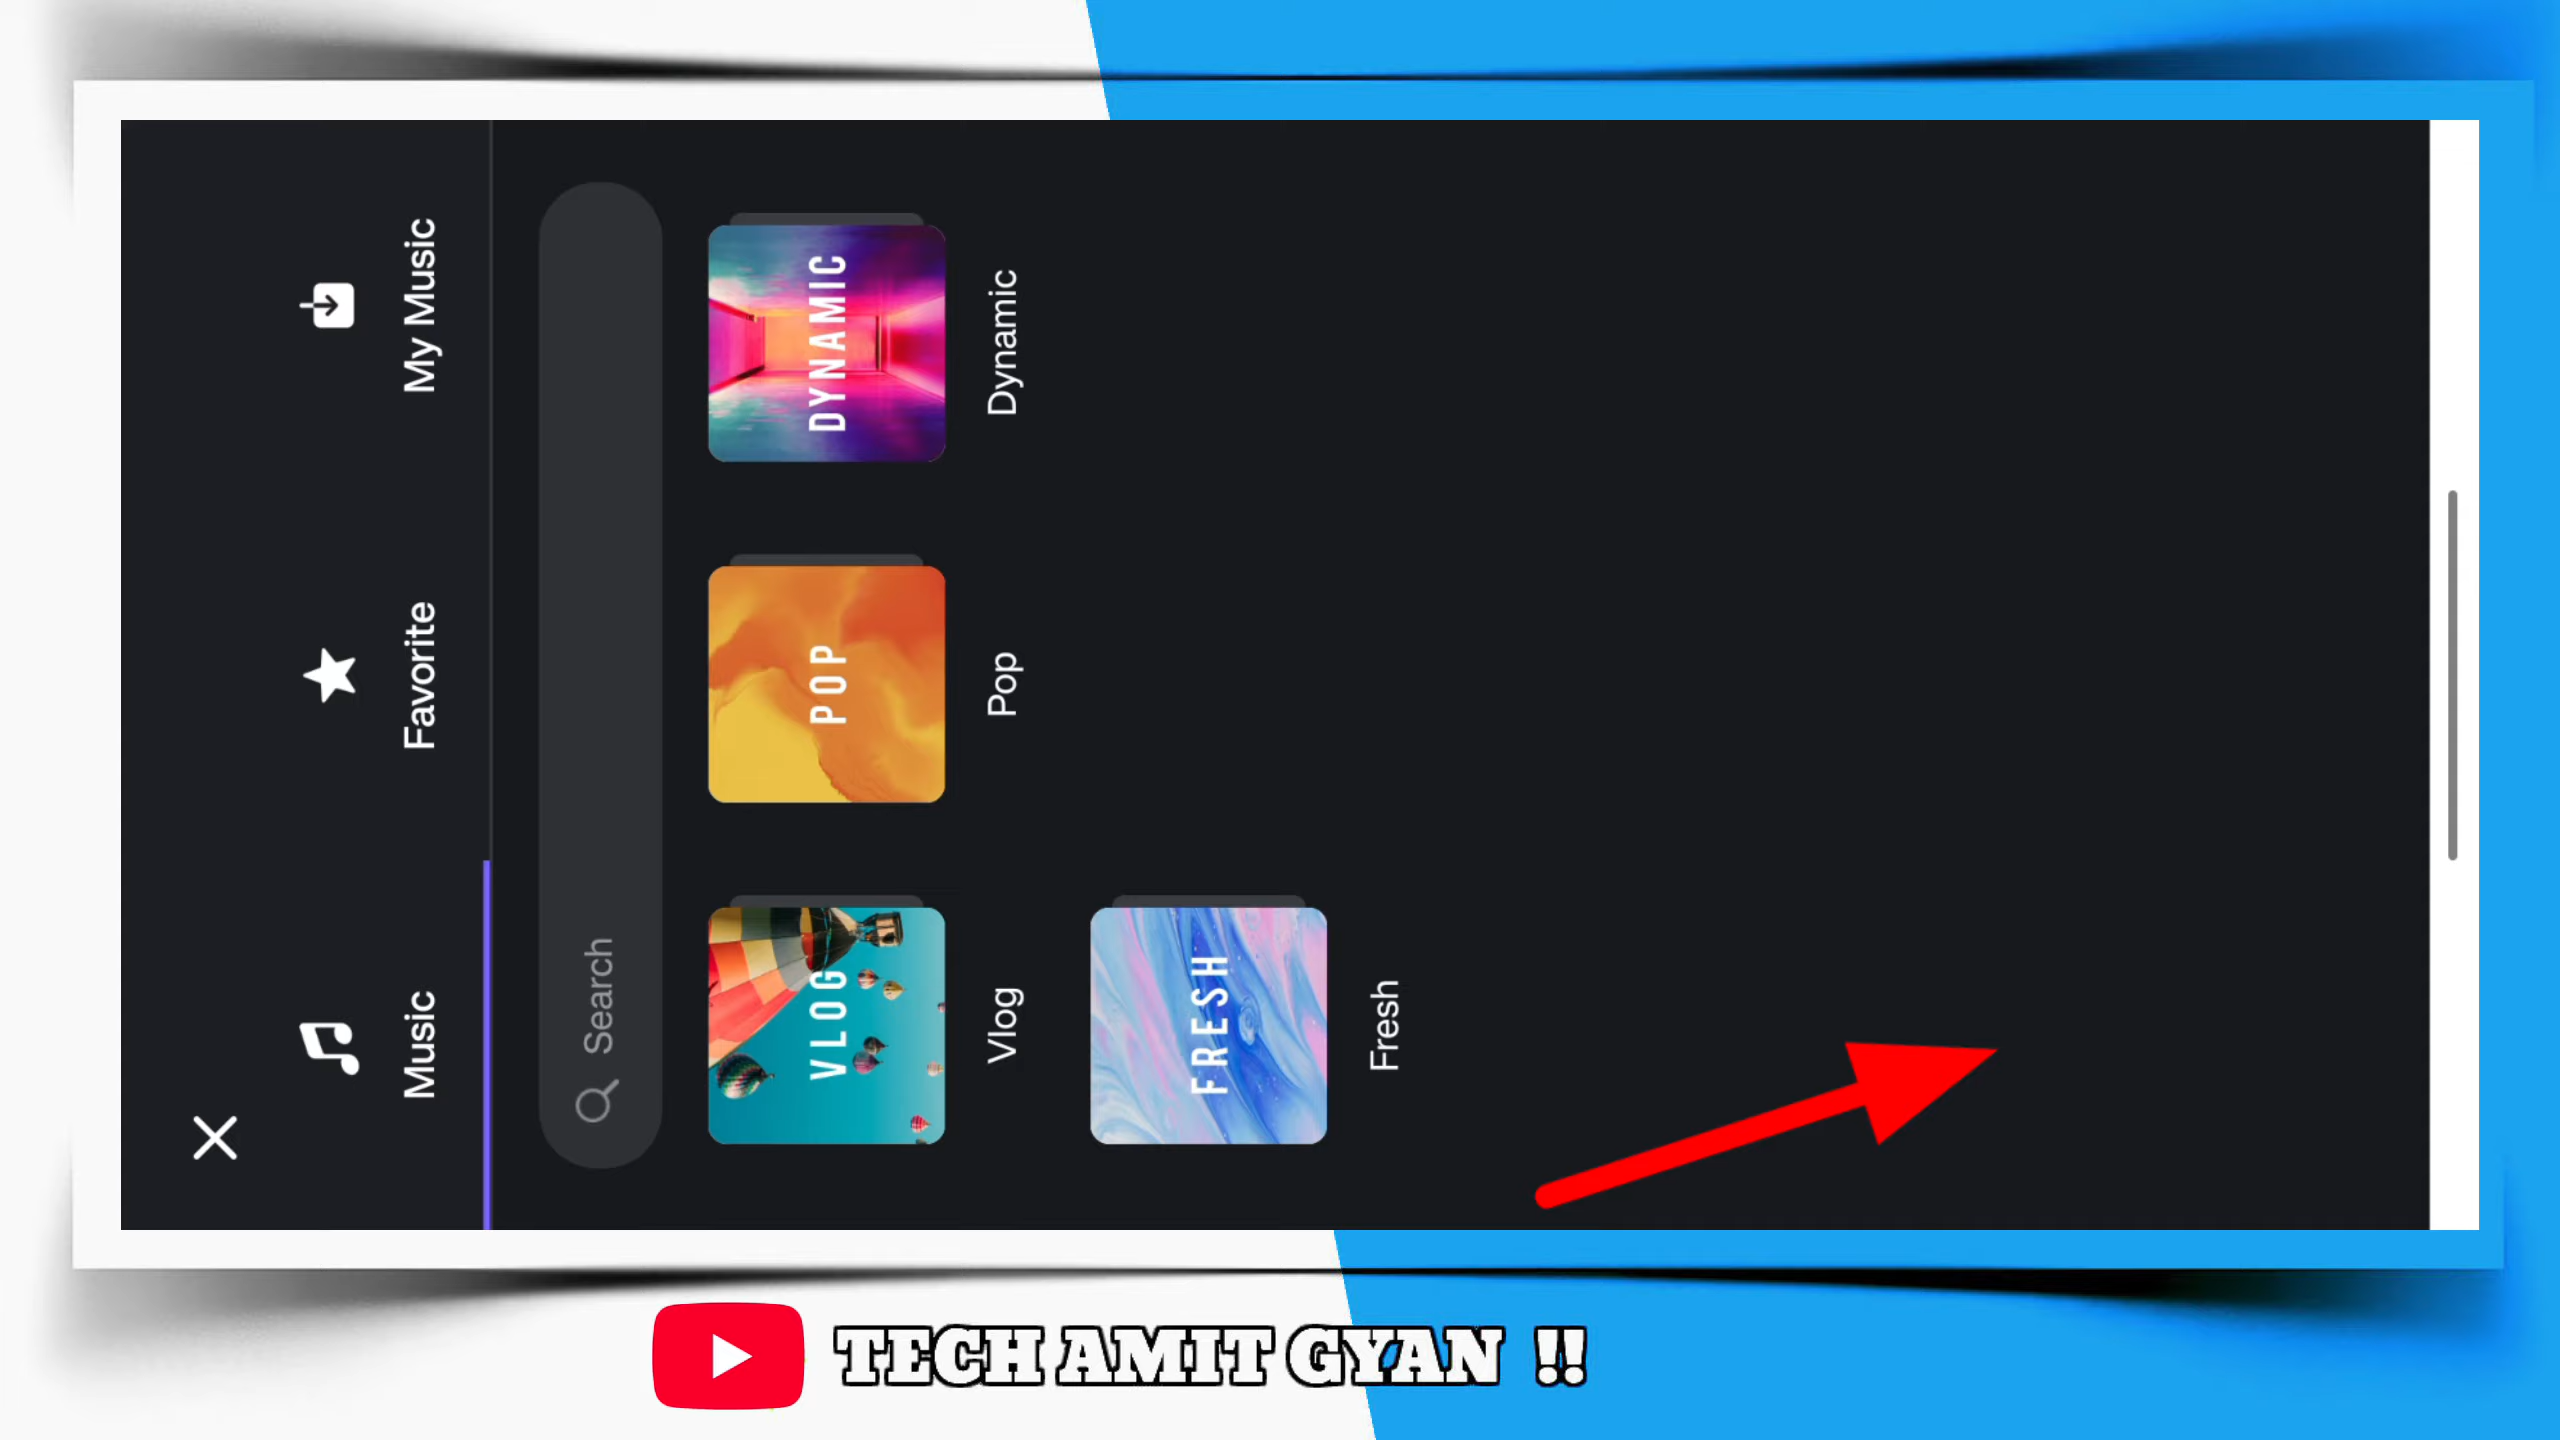 Music
Favorite
My Music
Search
VLOG
POP
DYNAMIC
Vlog
Pop
Dynamic
FRESH
Fresh
TECH AMIT GYAN !!